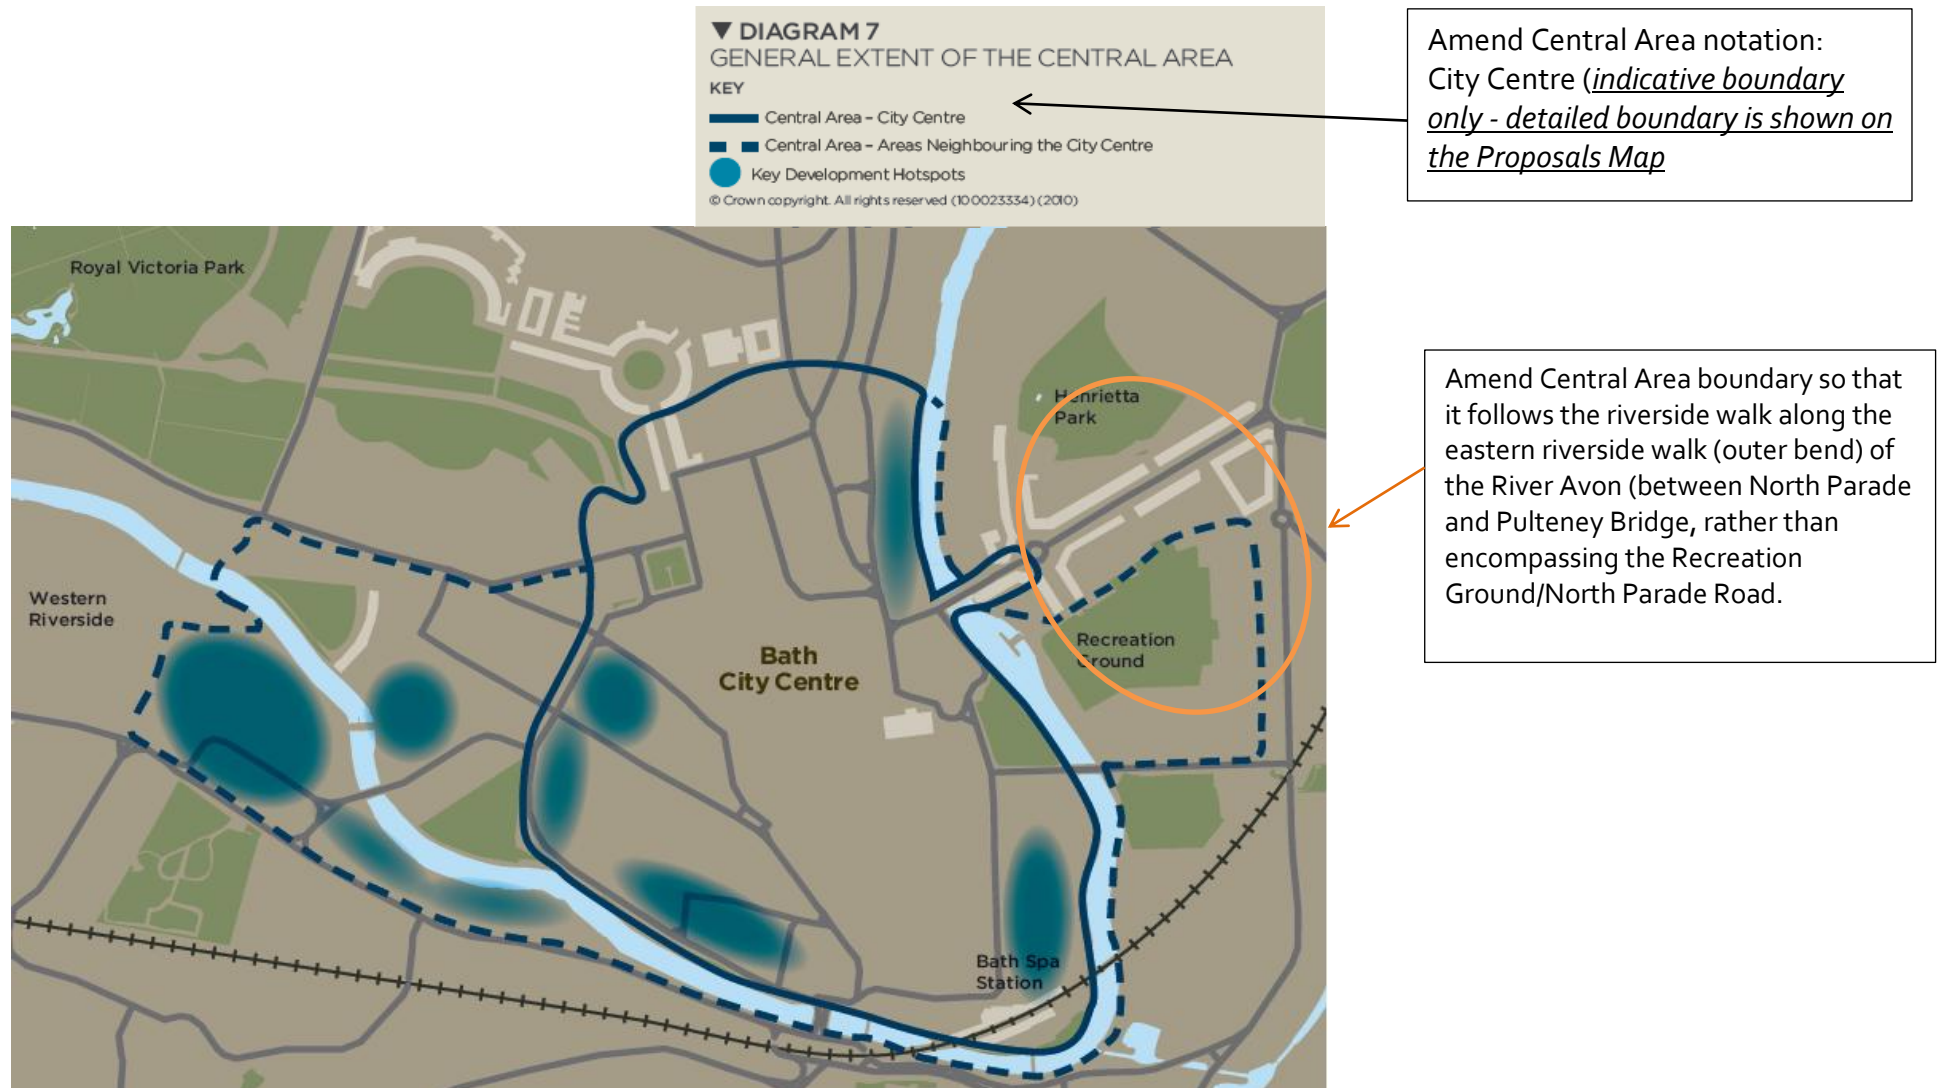 ▼ DIAGRAM 7
GENERAL EXTENT OF THE CENTRAL AREA
KEY
Central Area – City Centre
Central Area – Areas Neighbouring the City Centre
Key Development Hotspots
© Crown copyright. All rights reserved (100023334) (2010)
Amend Central Area notation:
City Centre (indicative boundary
only - detailed boundary is shown on
the Proposals Map
Royal Victoria Park
Henrietta
Park
Amend Central Area boundary so that
it follows the riverside walk along the
eastern riverside walk (outer bend) of
the River Avon (between North Parade
and Pulteney Bridge, rather than
encompassing the Recreation
Ground/North Parade Road.
Western
Riverside
Bath
City Centre
Recreation
Ground
Bath Spa
Station